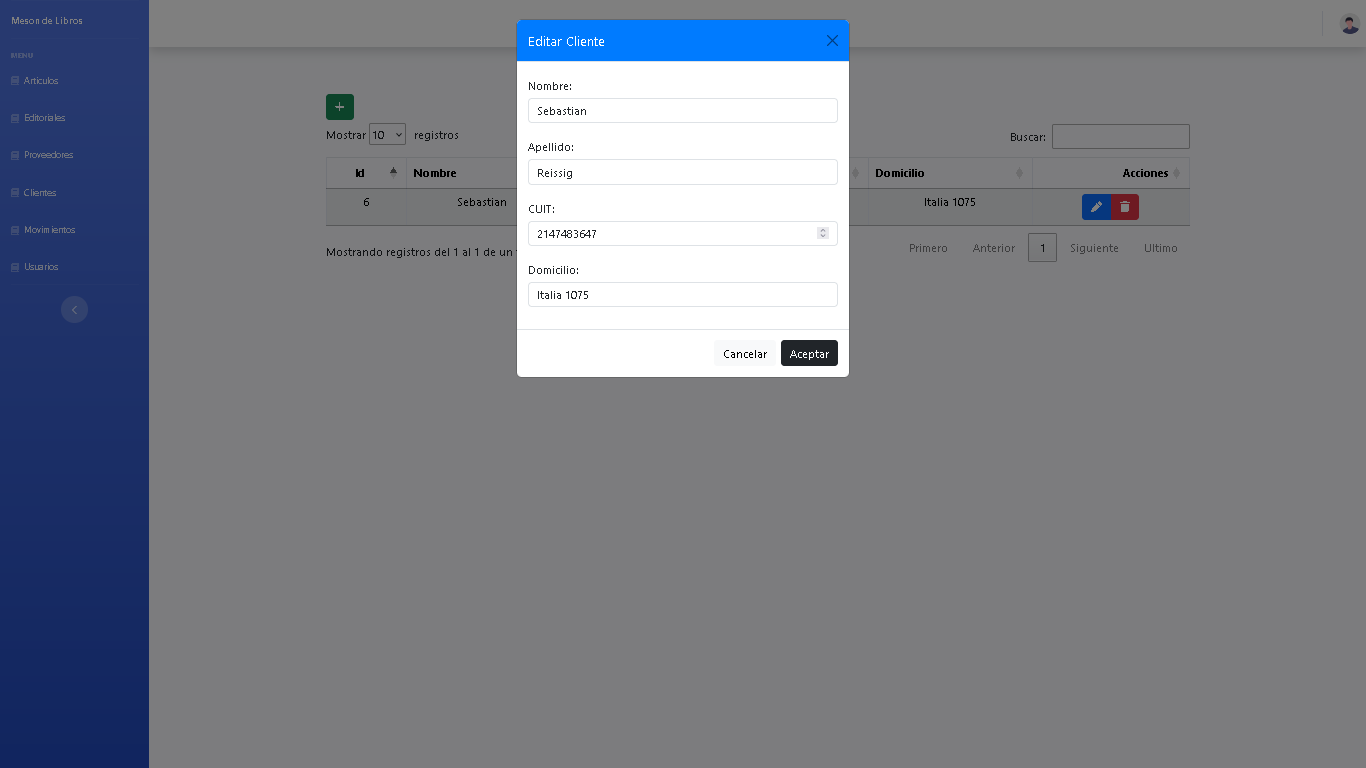 Meson de Libros
MENU
Articulos
Editoriales
Proveedores
Clientes
Movimientos
Usuarios
Editar Cliente
Nombre:
Sebastian
Apellido:
Reissig
CUIT:
2147483647
Domicilio:
Italia 1075
Cancelar Aceptar
+
Mostrar 10 registros
Buscar:
Id Nombre Domicilio Acciones
6 Sebastian Italia 1075
Mostrando registros del 1 al 1 de un
Primero Anterior 1 Siguiente Ultimo